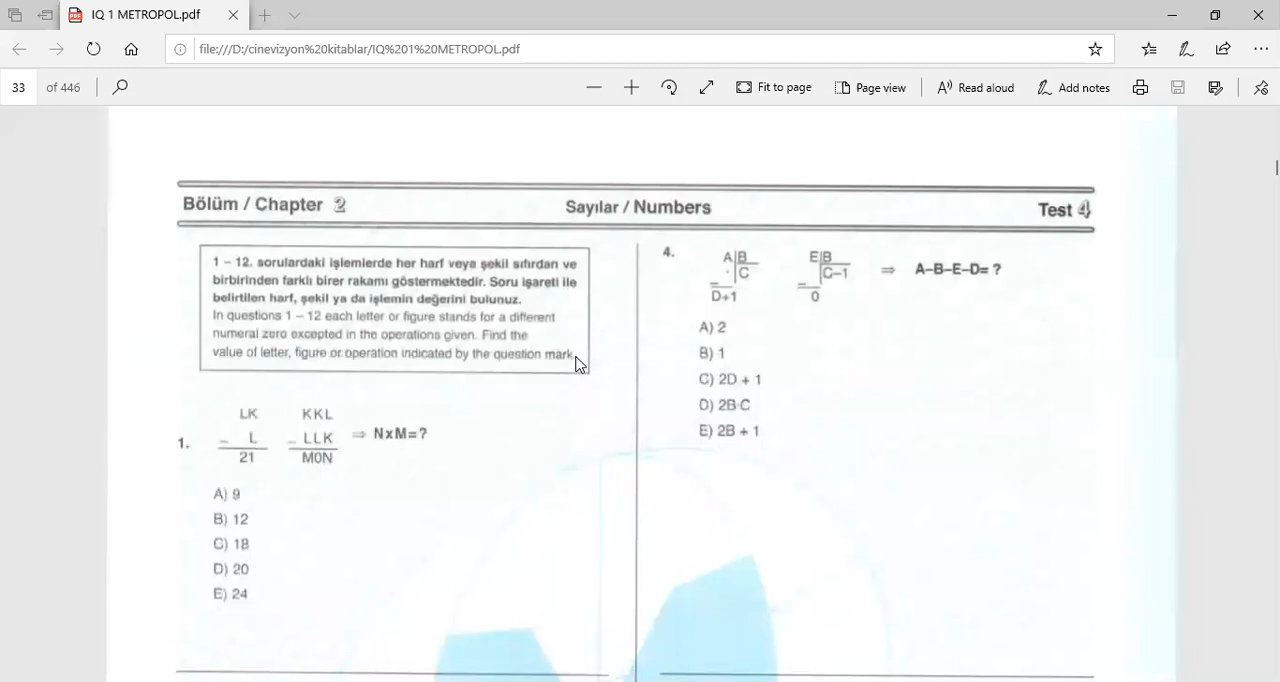 IQ 1 METROPOL.pdf
file:///D:/cinevizyon%20kitablar/IQ%201%20METROPOL.pdf
33 of 446
Fit to page
Page view
Read aloud
Add notes
Bölüm / Chapter 2
Sayılar / Numbers
Test 4
1 – 12. sorulardaki işlemlerde her harf veya şekil sıfırdan ve
birbirinden farklı birer rakamı göstermektedir. Soru işareti ile
belirtilen harf, şekil ya da işlemin değerini bulunuz.
In questions 1 – 12 each letter or figure stands for a different
numeral zero excepted in the operations given. Find the
value of letter, figure or operation indicated by the question mark.
1.
LK KKL
– L – LLK ⇒ NxM=?
21 M0N
A) 9
B) 12
C) 18
D) 20
E) 24
4.
A|B E|B
– |C – |C–1 ⇒ A–B–E–D= ?
D+1 0
A) 2
B) 1
C) 2D + 1
D) 2B·C
E) 2B + 1